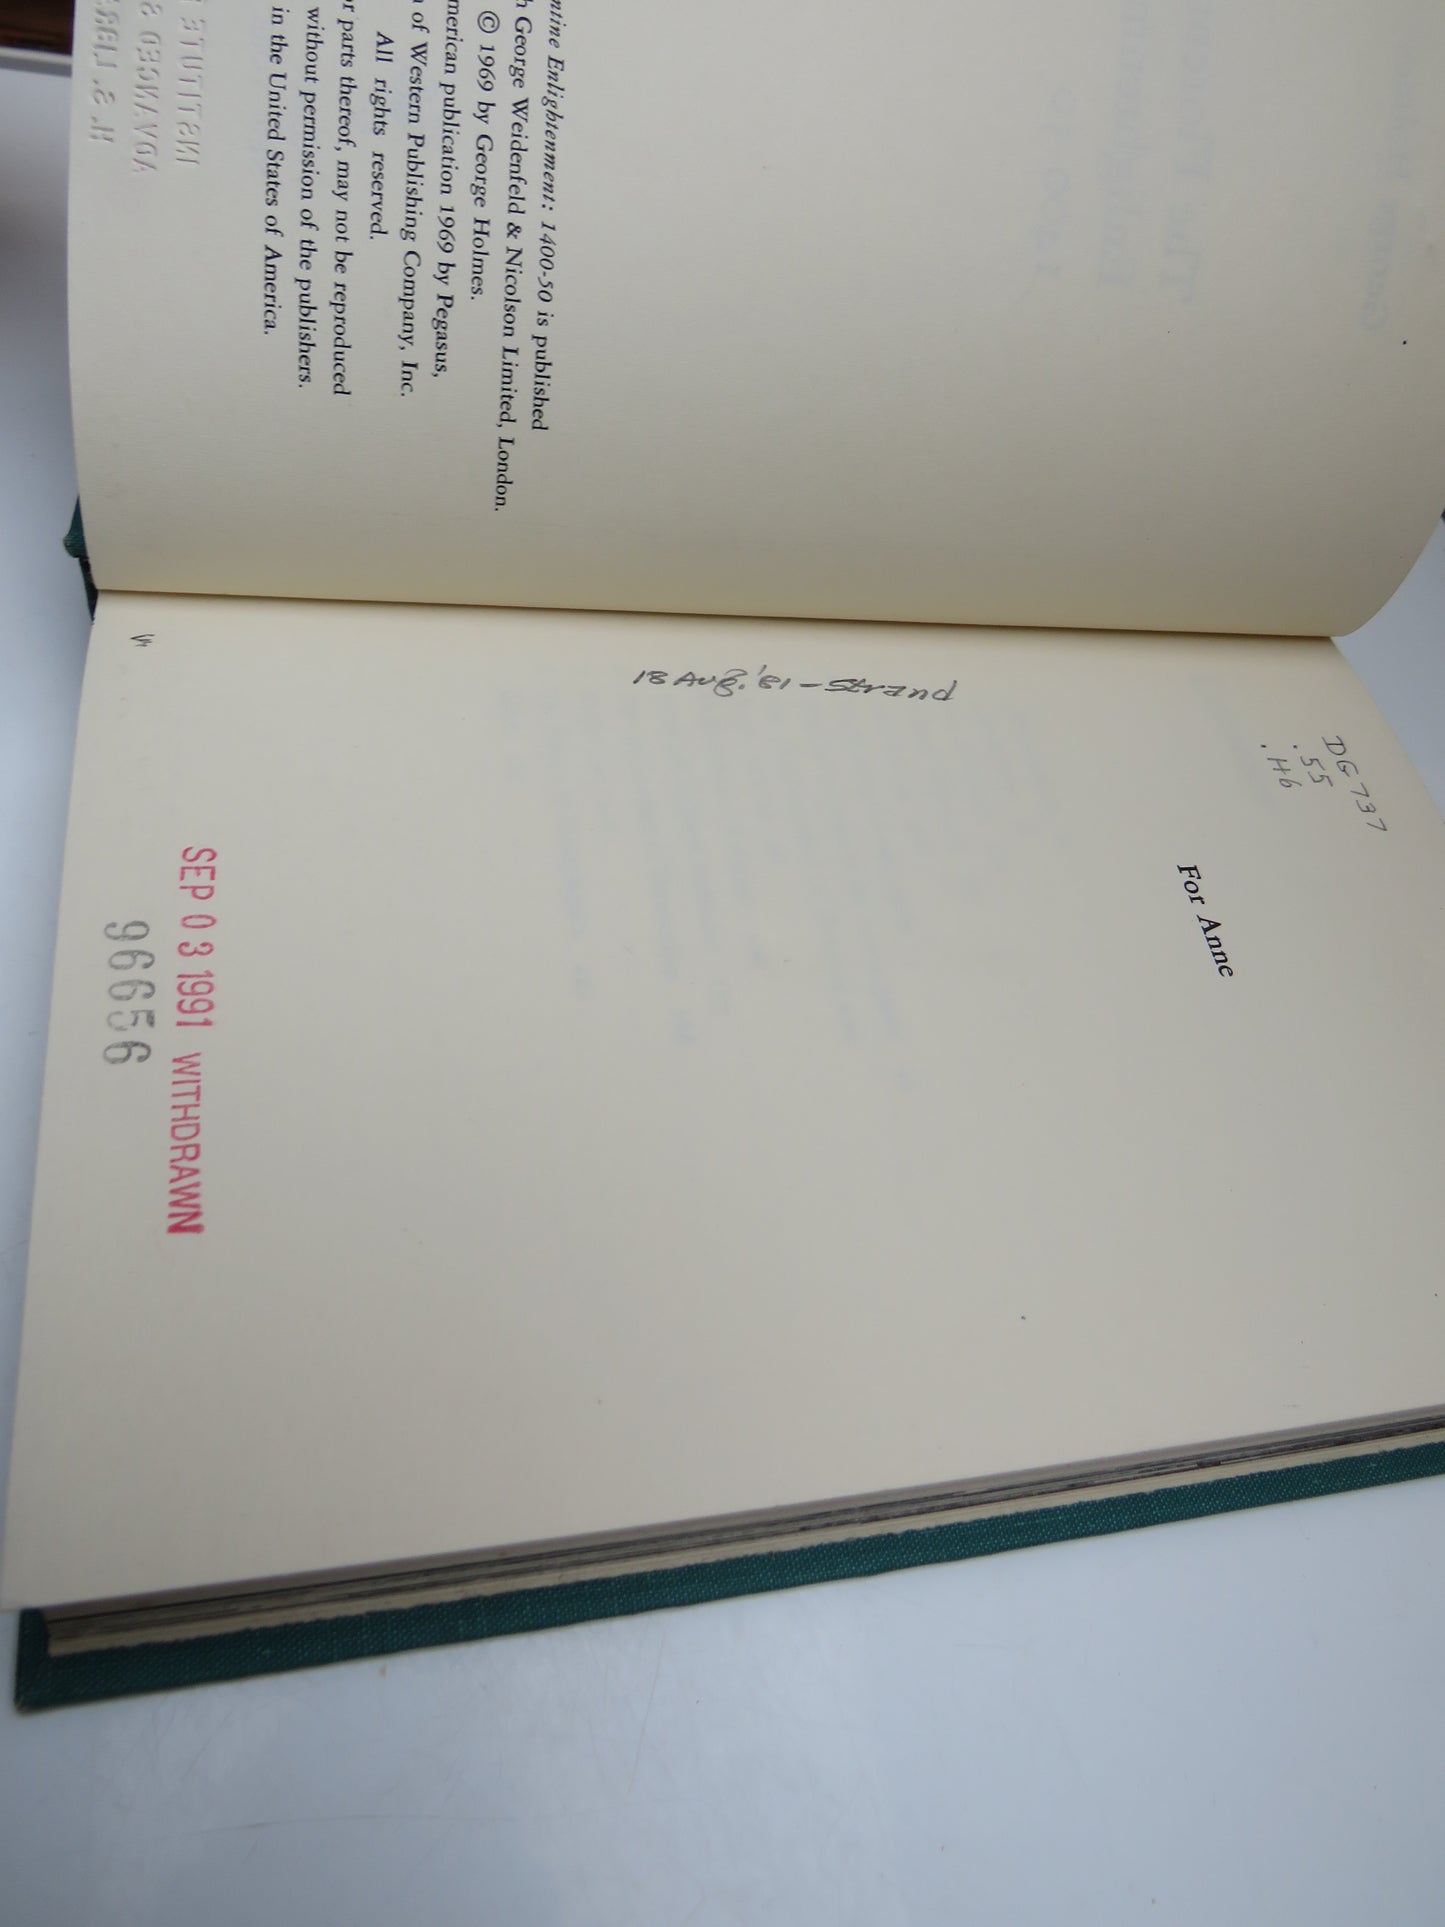 ntine Enlightenment: 1400-50 is published
h George Weidenfeld & Nicolson Limited, London.
© 1969 by George Holmes.
merican publication 1969 by Pegasus,
n of Western Publishing Company, Inc.
All rights reserved.
or parts thereof, may not be reproduced
without permission of the publishers.
in the United States of America.
DG737
.55
.H6
For Anne
18 Aug. '81 - Strand
SEP 03 1991 WITHDRAWN
96656